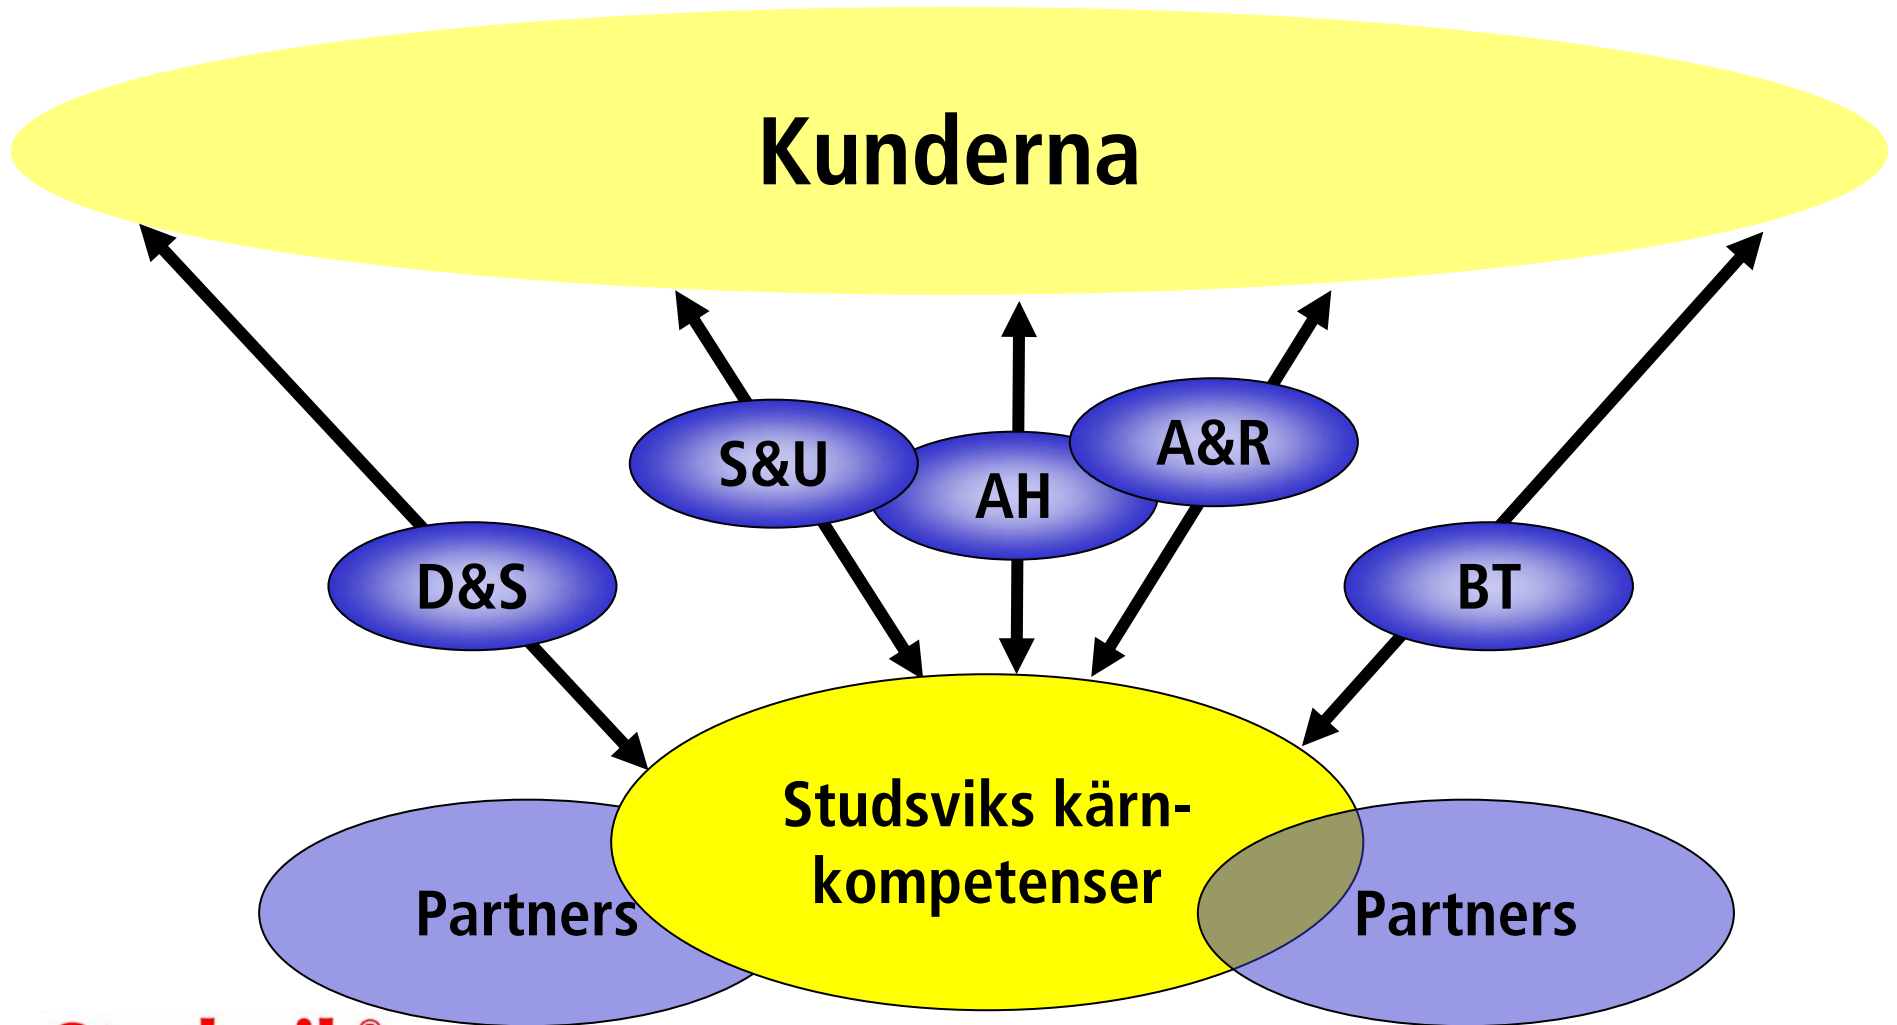 Kunderna
S&U
AH
A&R
D&S
BT
Studsviks kärn-
kompetenser
Partners
Partners